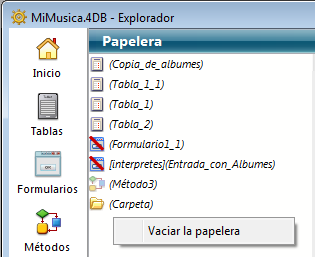 MiMusica.4DB - Explorador
Papelera
Inicio
Tablas
Formularios
Métodos
(Copia_de_albumes)
(Tabla_1_1)
(Tabla_1)
(Tabla_2)
(Formulario1_1)
[interpretes](Entrada_con_Albumes)
(Método3)
(Carpeta)
Vaciar la papelera